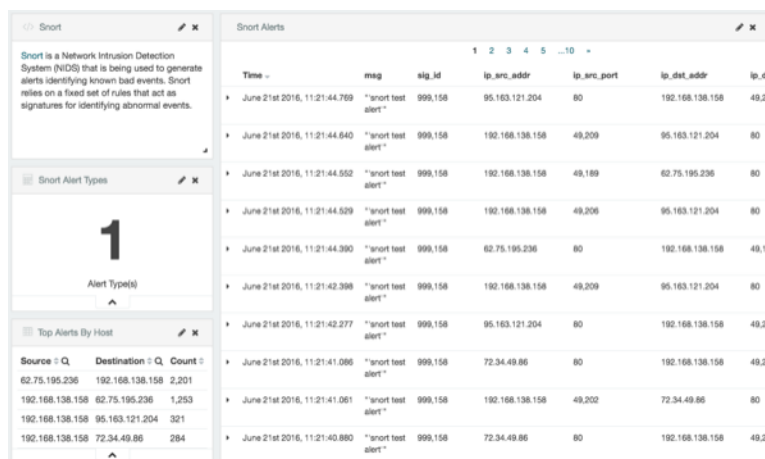 Snort
Snort is a Network Intrusion Detection
System (NIDS) that is being used to generate
alerts identifying known bad events. Snort
relies on a fixed set of rules that act as
signatures for identifying abnormal events.
Snort Alert Types
1
Alert Type(s)
Top Alerts By Host
Source Destination Count
62.75.195.236 192.168.138.158 2,201
192.168.138.158 62.75.195.236 1,253
192.168.138.158 95.163.121.204 321
192.168.138.158 72.34.49.86 284
Snort Alerts
1 2 3 4 5 ...10 »
Time msg sig_id ip_src_addr ip_src_port ip_dst_addr
June 21st 2016, 11:21:44.769 "'snort test alert'" 999,158 95.163.121.204 80 192.168.138.158
June 21st 2016, 11:21:44.640 "'snort test alert'" 999,158 192.168.138.158 49,209 95.163.121.204 80
June 21st 2016, 11:21:44.552 "'snort test alert'" 999,158 192.168.138.158 49,189 62.75.195.236 80
June 21st 2016, 11:21:44.529 "'snort test alert'" 999,158 192.168.138.158 49,206 95.163.121.204 80
June 21st 2016, 11:21:44.390 "'snort test alert'" 999,158 62.75.195.236 80 192.168.138.158
June 21st 2016, 11:21:42.398 "'snort test alert'" 999,158 192.168.138.158 49,209 95.163.121.204 80
June 21st 2016, 11:21:42.277 "'snort test alert'" 999,158 95.163.121.204 80 192.168.138.158
June 21st 2016, 11:21:41.086 "'snort test alert'" 999,158 72.34.49.86 80 192.168.138.158
June 21st 2016, 11:21:41.061 "'snort test alert'" 999,158 192.168.138.158 49,202 72.34.49.86 80
June 21st 2016, 11:21:40.880 "'snort test alert'" 999,158 72.34.49.86 80 192.168.138.158